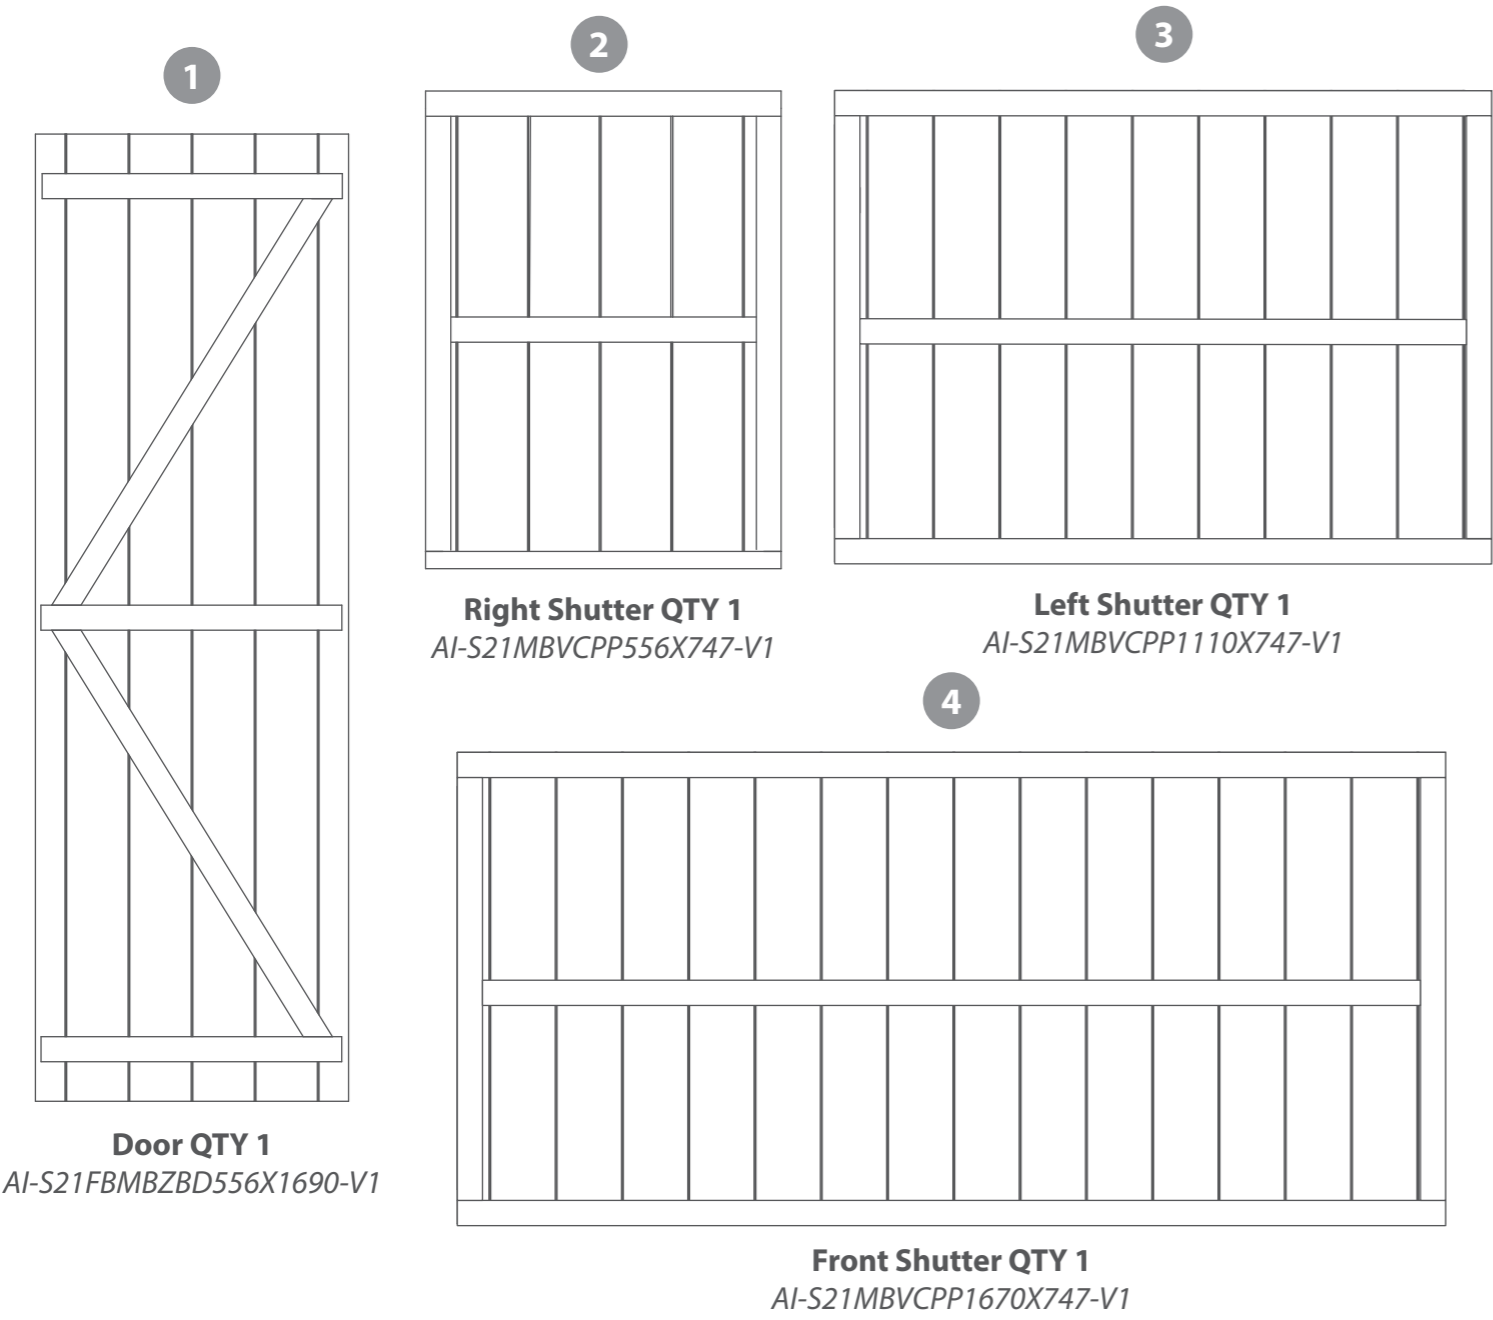 1
Door QTY 1
AI-S21FBMBZBD556X1690-V1
2
Right Shutter QTY 1
AI-S21MBVCPP556X747-V1
3
Left Shutter QTY 1
AI-S21MBVCPP1110X747-V1
4
Front Shutter QTY 1
AI-S21MBVCPP1670X747-V1